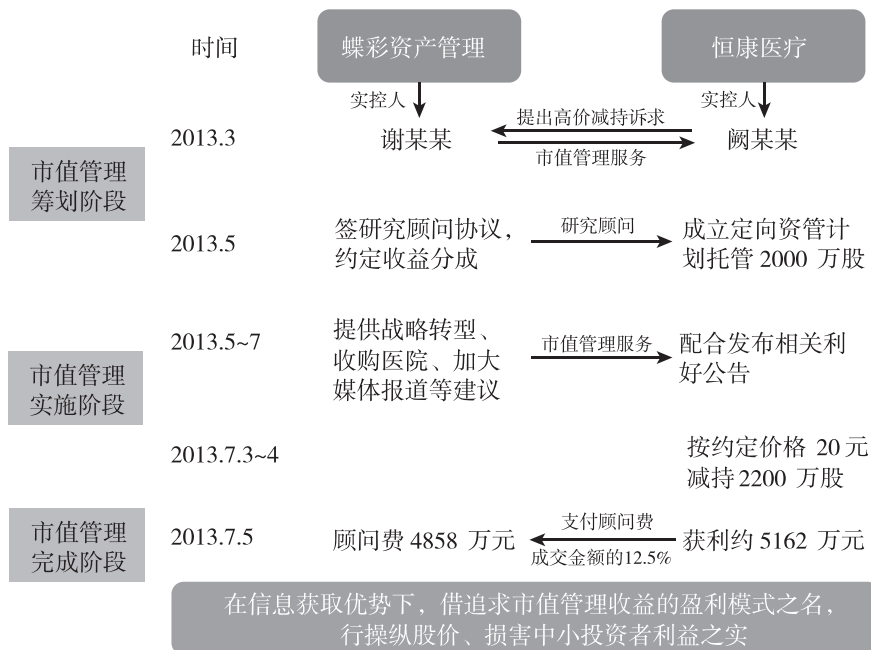 时间
蝶彩资产管理
恒康医疗
实控人
实控人
提出高价减持诉求
2013.3
谢某某
阙某某
市值管理服务
市值管理
筹划阶段
2013.5
签研究顾问协议，
约定收益分成
研究顾问
成立定向资管计
划托管 2000 万股
2013.5~7
提供战略转型、
收购医院、加大
媒体报道等建议
市值管理服务
配合发布相关利
好公告
市值管理
实施阶段
2013.7.3~4
按约定价格 20 元
减持2200 万股
市值管理
完成阶段
2013.7.5
顾问费 4858 万元
支付顾问费
成交金额的12.5%
获利约 5162 万元
在信息获取优势下，借追求市值管理收益的盈利模式之名，
行操纵股价、损害中小投资者利益之实